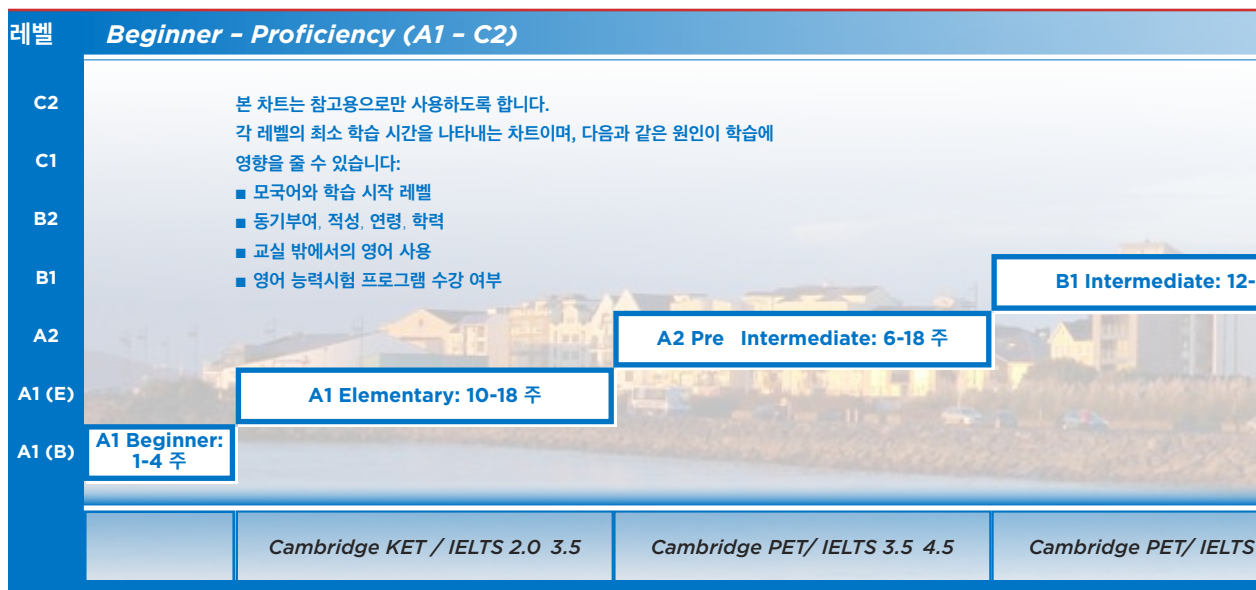 레벨
Beginner – Proficiency (A1 – C2)
C2
C1
B2
B1
A2
A1 (E)
A1 (B)
본 차트는 참고용으로만 사용하도록 합니다.
각 레벨의 최소 학습 시간을 나타내는 차트이며, 다음과 같은 원인이 학습에
영향을 줄 수 있습니다:
■ 모국어와 학습 시작 레벨
■ 동기부여, 적성, 연령, 학력
■ 교실 밖에서의 영어 사용
■ 영어 능력시험 프로그램 수강 여부
B1 Intermediate: 12-
A2 Pre Intermediate: 6-18 주
A1 Elementary: 10-18 주
A1 Beginner:
1-4 주
Cambridge KET / IELTS 2.0 3.5
Cambridge PET/ IELTS 3.5 4.5
Cambridge PET/ IELTS